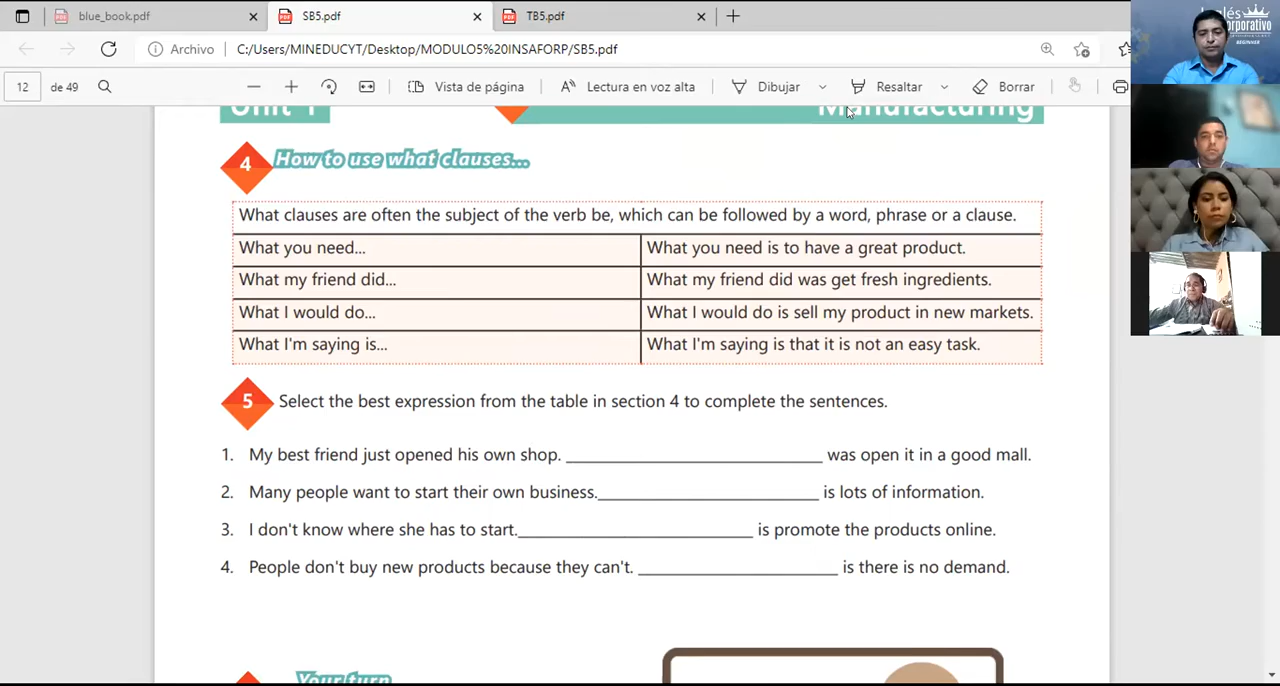 blue_book.pdf
SB5.pdf
TB5.pdf
Archivo C:/Users/MINEDUCYT/Desktop/MODULO5%20INSAFORP/SB5.pdf
12 de 49 Vista de página Lectura en voz alta Dibujar Resaltar Borrar
Unit 1 Manufacturing
4 How to use what clauses...
What clauses are often the subject of the verb be, which can be followed by a word, phrase or a clause.
What you need... What you need is to have a great product.
What my friend did... What my friend did was get fresh ingredients.
What I would do... What I would do is sell my product in new markets.
What I'm saying is... What I'm saying is that it is not an easy task.
5 Select the best expression from the table in section 4 to complete the sentences.
1. My best friend just opened his own shop. ____ was open it in a good mall.
2. Many people want to start their own business. ____ is lots of information.
3. I don't know where she has to start. ____ is promote the products online.
4. People don't buy new products because they can't. ____ is there is no demand.
Your turn
BEGINNER